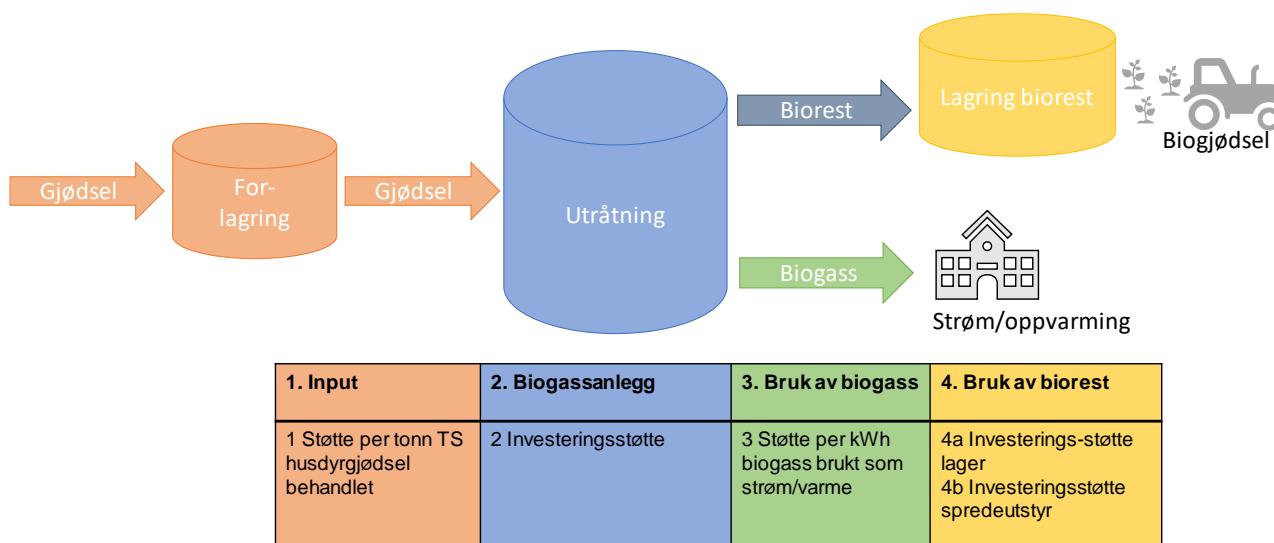 Gjødsel
For-
lagring
Gjødsel
Utråtning
Biorest
Lagring biorest
Biogjødsel
Biogass
Strøm/oppvarming
1. Input
2. Biogassanlegg
3. Bruk av biogass
4. Bruk av biorest
1 Støtte per tonn TS
husdyrgjødsel
behandlet
2 Investeringsstøtte
3 Støtte per kWh
biogass brukt som
strøm/varme
4a Investerings-støtte
lager
4b Investeringsstøtte
spredeutstyr